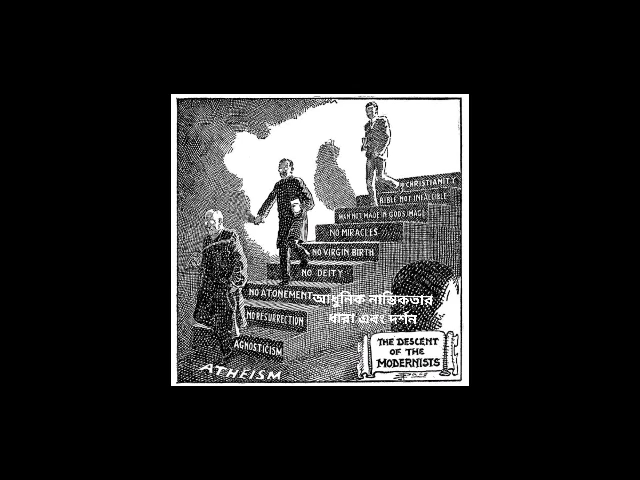 CHRISTIANITY
BIBLE NOT INFALLIBLE
MAN NOT MADE IN GODS IMAGE
NO MIRACLES
NO VIRGIN BIRTH
NO DEITY
NO ATONEMENT
আধুনিক নাস্তিকতার
ধারা এবং দর্শন
NO RESURRECTION
AGNOSTICISM
ATHEISM
THE DESCENT
OF THE
MODERNISTS